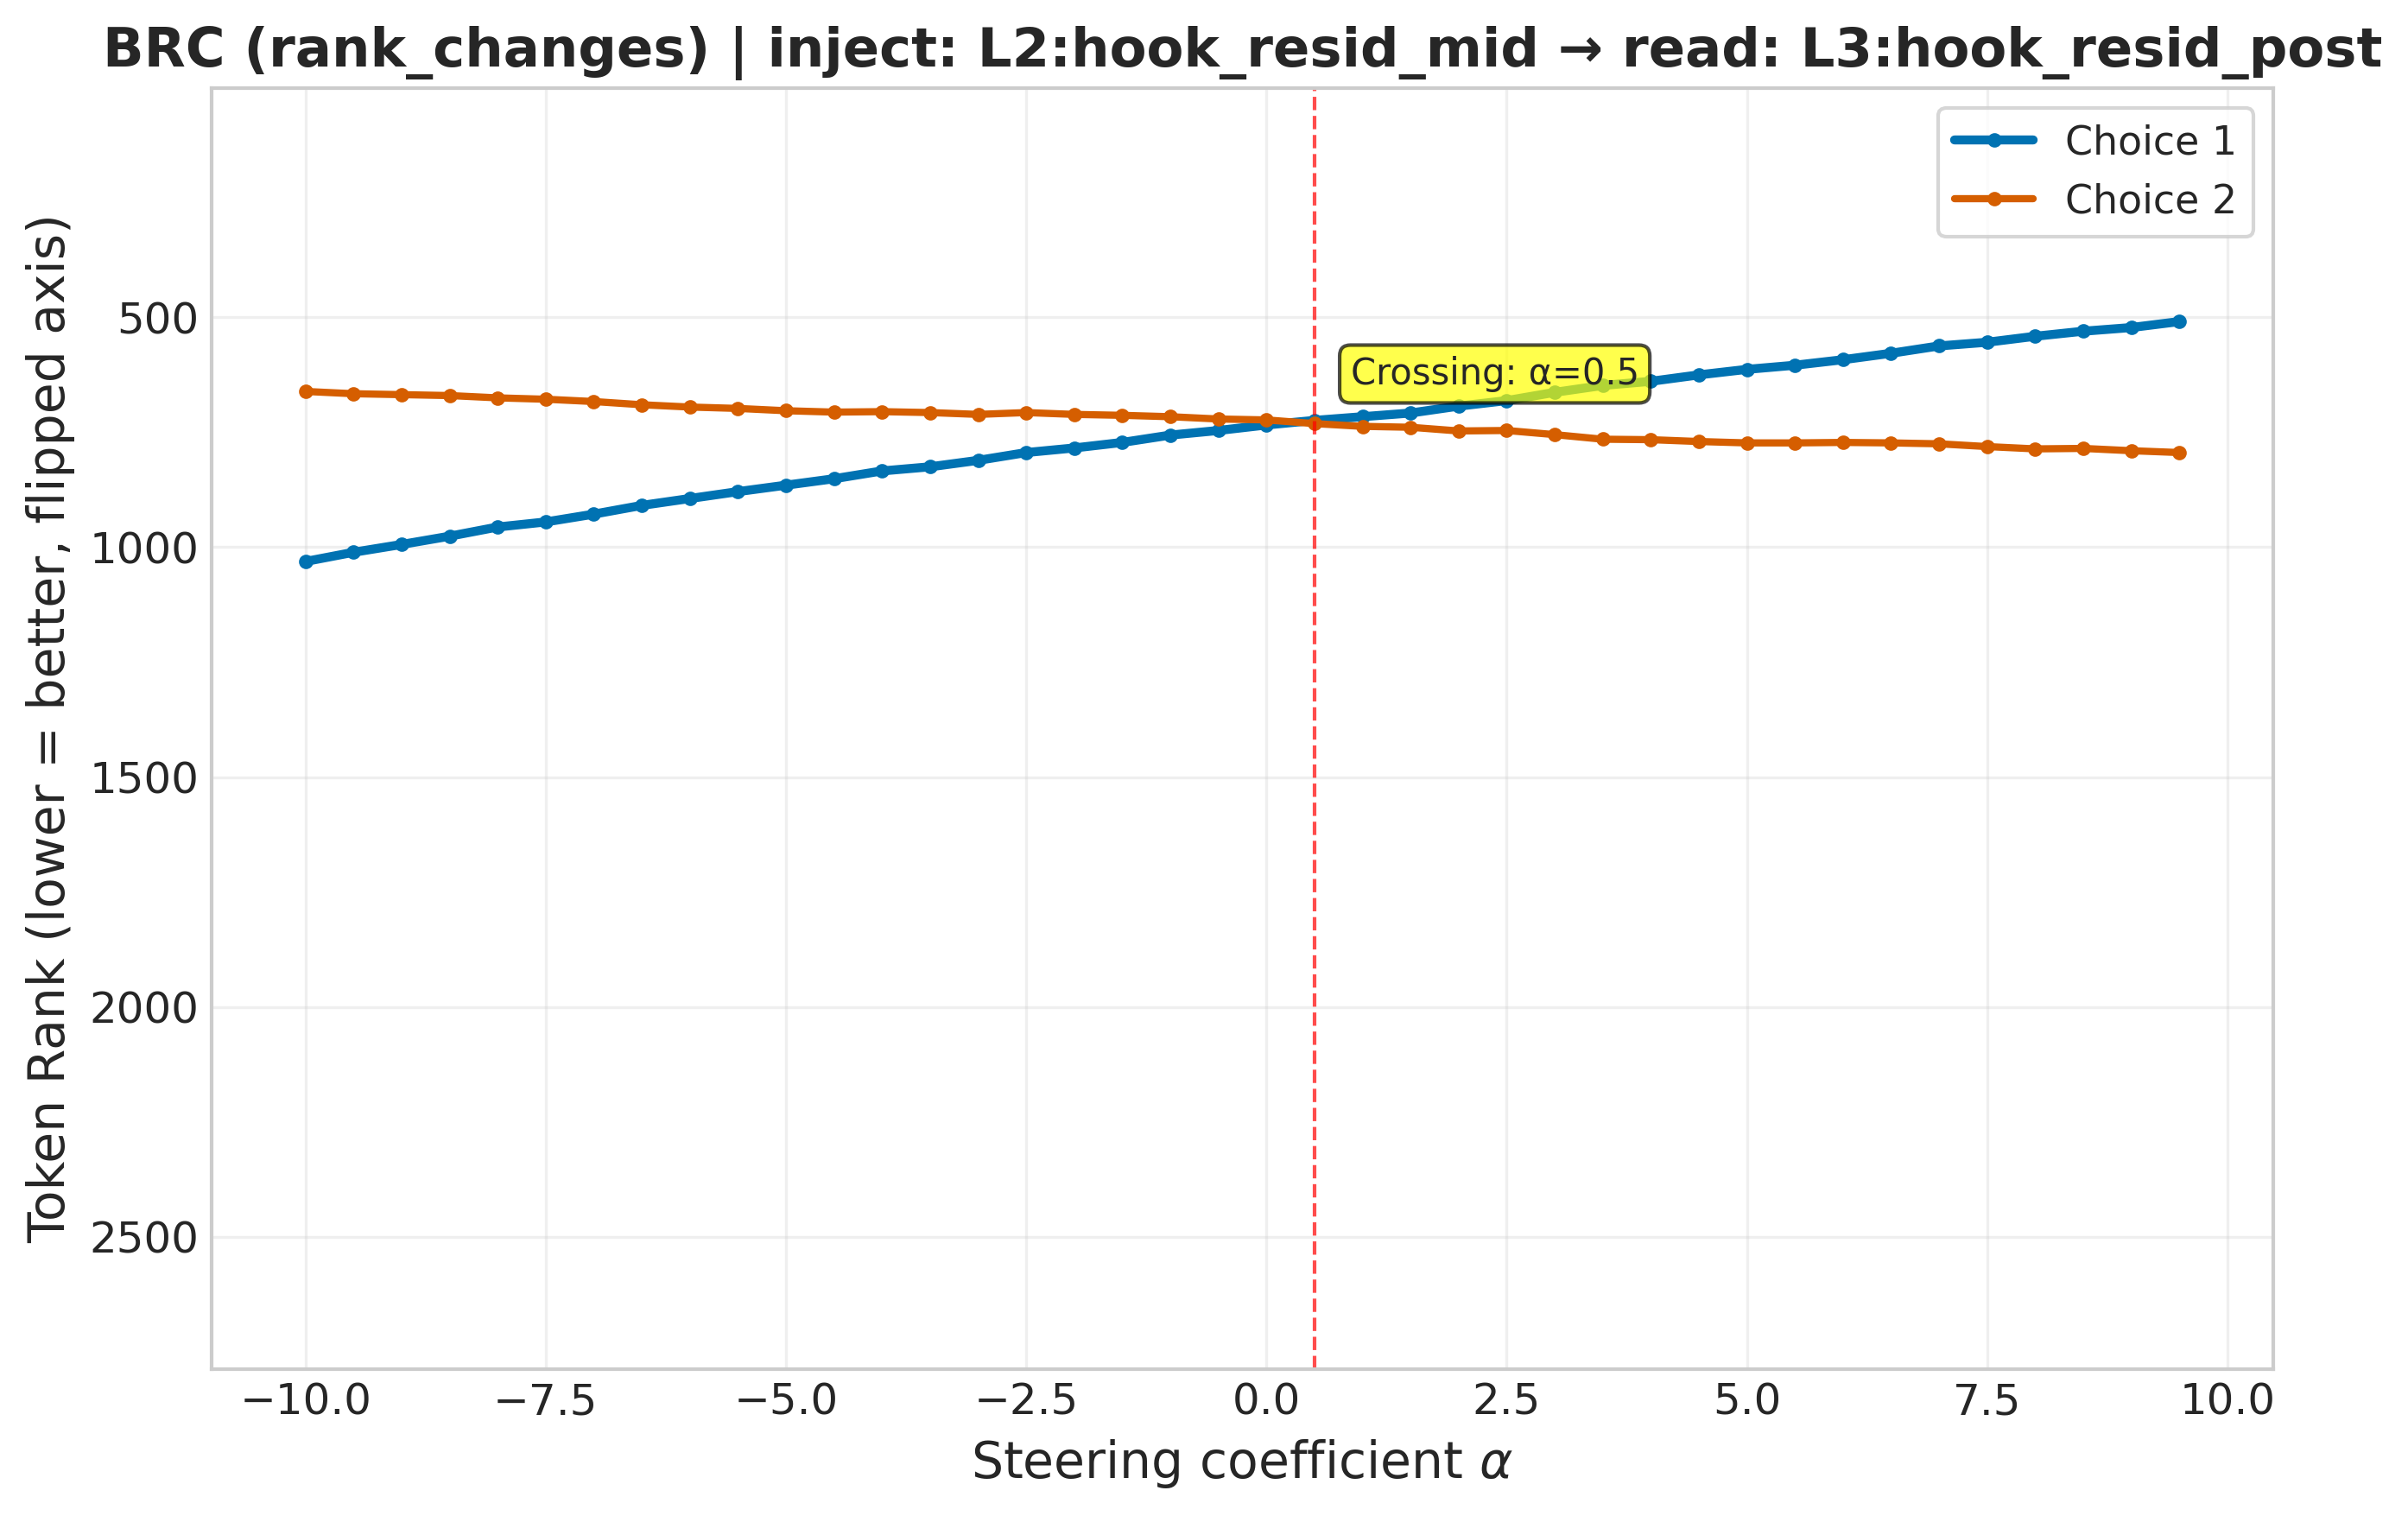 BRC (rank_changes) | inject: L2:hook_resid_mid → read: L3:hook_resid_post
Choice 1
Choice 2
Crossing: α=0.5
Token Rank (lower = better, flipped axis)
500
1000
1500
2000
2500
−10.0 −7.5 −5.0 −2.5 0.0 2.5 5.0 7.5 10.0
Steering coefficient α